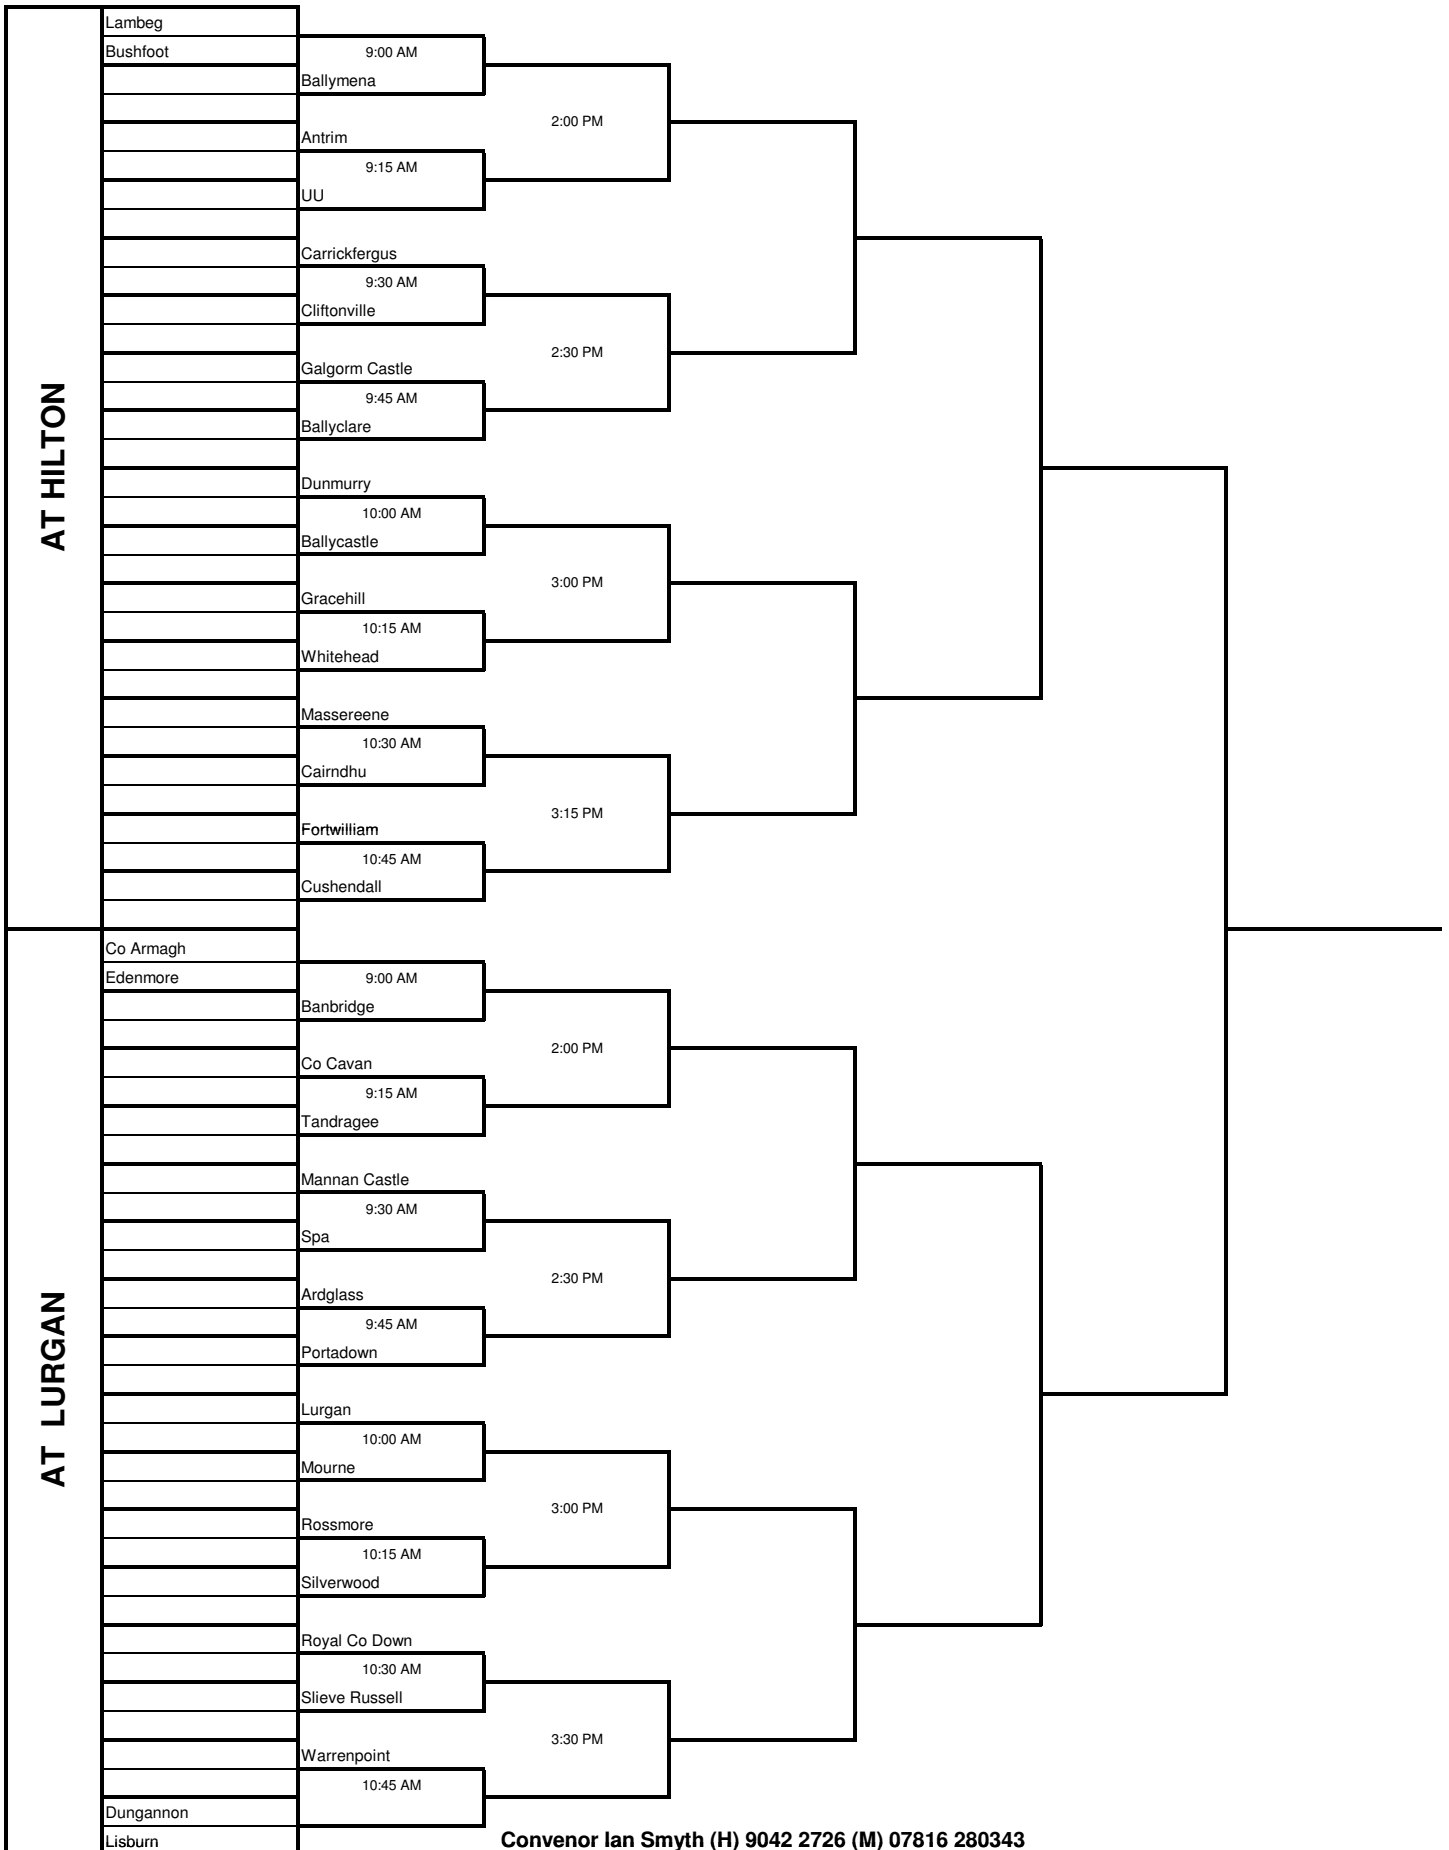 AT HILTON
Lambeg
Bushfoot
9:00 AM
Ballymena
2:00 PM
Antrim
9:15 AM
UU
Carrickfergus
9:30 AM
Cliftonville
2:30 PM
Galgorm Castle
9:45 AM
Ballyclare
Dunmurry
10:00 AM
Ballycastle
3:00 PM
Gracehill
10:15 AM
Whitehead
Massereene
10:30 AM
Cairndhu
3:15 PM
Fortwilliam
10:45 AM
Cushendall
AT LURGAN
Co Armagh
Edenmore
9:00 AM
Banbridge
2:00 PM
Co Cavan
9:15 AM
Tandragee
Mannan Castle
9:30 AM
Spa
2:30 PM
Ardglass
9:45 AM
Portadown
Lurgan
10:00 AM
Mourne
3:00 PM
Rossmore
10:15 AM
Silverwood
Royal Co Down
10:30 AM
Slieve Russell
3:30 PM
Warrenpoint
10:45 AM
Dungannon
Lisburn
Convenor Ian Smyth (H) 9042 2726 (M) 07816 280343